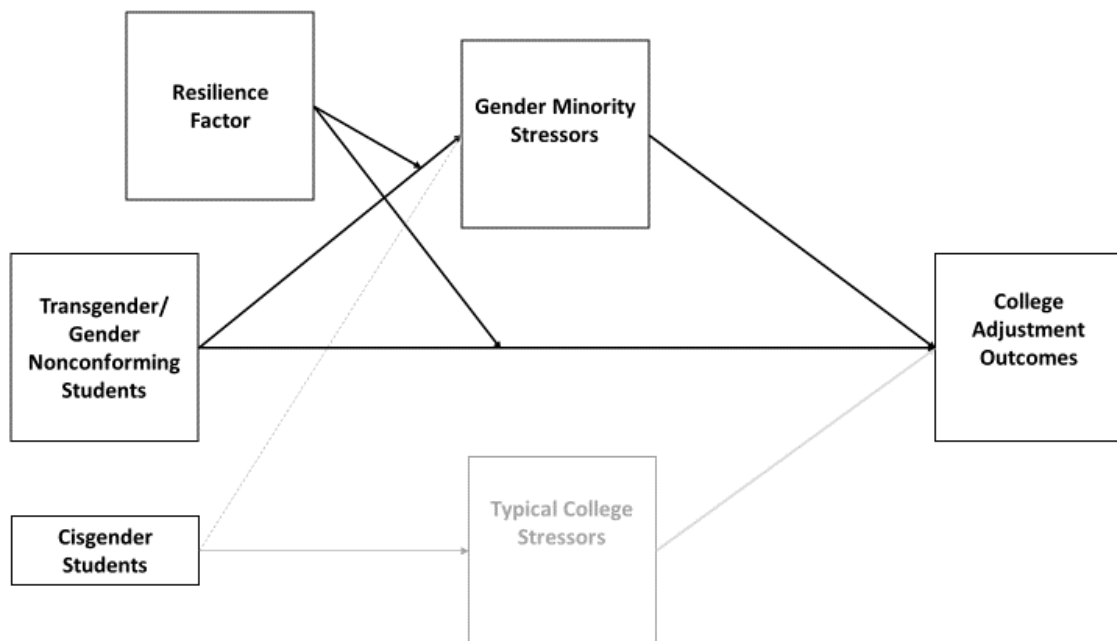 Resilience
Factor
Gender Minority
Stressors
Transgender/
Gender
Nonconforming
Students
College
Adjustment
Outcomes
Cisgender
Students
Typical College
Stressors